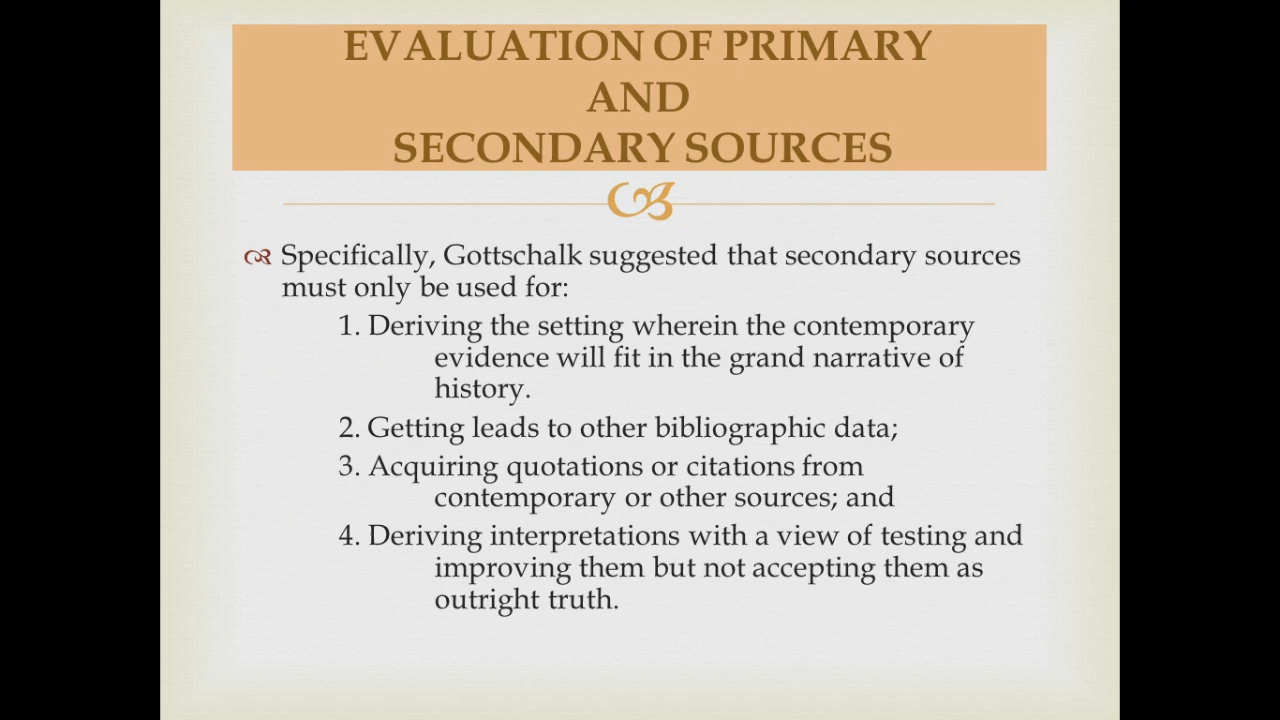 EVALUATION OF PRIMARY
AND
SECONDARY SOURCES
Specifically, Gottschalk suggested that secondary sources
must only be used for:
1. Deriving the setting wherein the contemporary
evidence will fit in the grand narrative of
history.
2. Getting leads to other bibliographic data;
3. Acquiring quotations or citations from
contemporary or other sources; and
4. Deriving interpretations with a view of testing and
improving them but not accepting them as
outright truth.